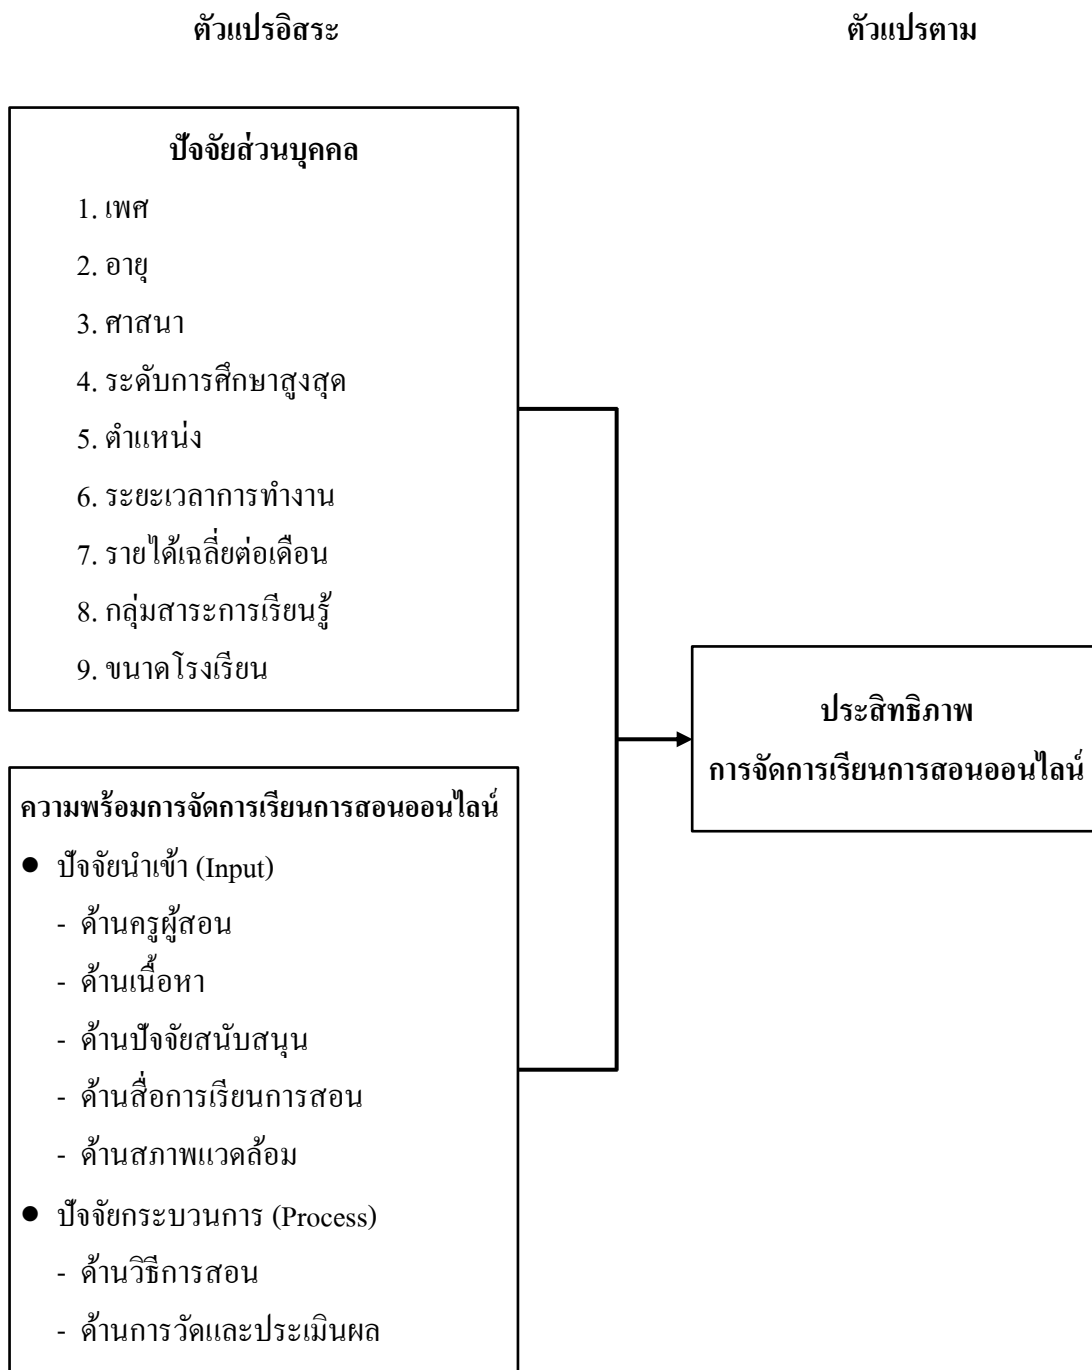 ตัวแปรอิสระ
ตัวแปรตาม
ปัจจัยส่วนบุคคล
1. เพศ
2. อายุ
3. ศาสนา
4. ระดับการศึกษาสูงสุด
5. ตำแหน่ง
6. ระยะเวลาการทำงาน
7. รายได้เฉลี่ยต่อเดือน
8. กลุ่มสาระการเรียนรู้
9. ขนาดโรงเรียน
ความพร้อมการจัดการเรียนการสอนออนไลน์
● ปัจจัยนำเข้า (Input)
- ด้านครูผู้สอน
- ด้านเนื้อหา
- ด้านปัจจัยสนับสนุน
- ด้านสื่อการเรียนการสอน
- ด้านสภาพแวดล้อม
● ปัจจัยกระบวนการ (Process)
- ด้านวิธีการสอน
- ด้านการวัดและประเมินผล
ประสิทธิภาพ
การจัดการเรียนการสอนออนไลน์